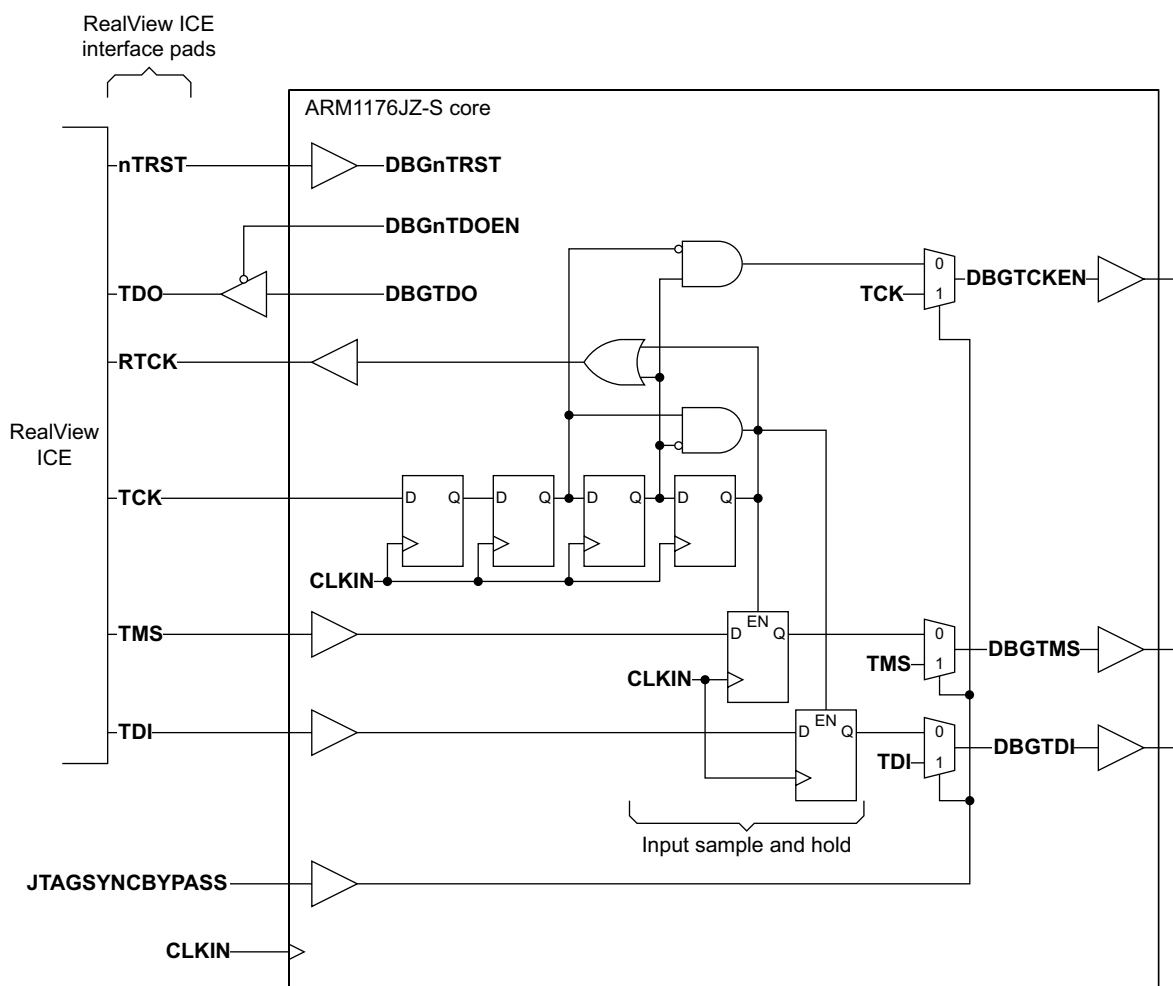 RealView ICE
interface pads
ARM1176JZ-S core
nTRST
DBGnTRST
DBGnTDOEN
TDO
DBGTDO
0
1
TCK
DBGTCKEN
RTCK
RealView
ICE
TCK
D Q
D Q
D Q
D Q
CLKIN
TMS
EN
D Q
0
1
TMS
DBGTMS
CLKIN
TDI
EN
D Q
0
1
TDI
DBGTDI
Input sample and hold
JTAGSYNCBYPASS
CLKIN